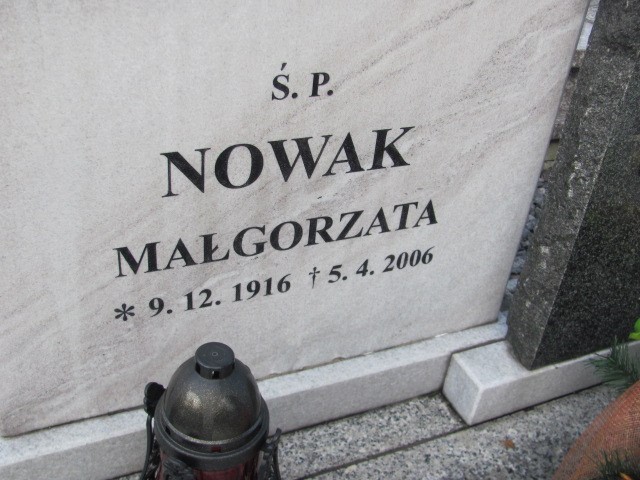 Ś. P.
NOWAK
MAŁGORZATA
* 9. 12. 1916 † 5. 4. 2006